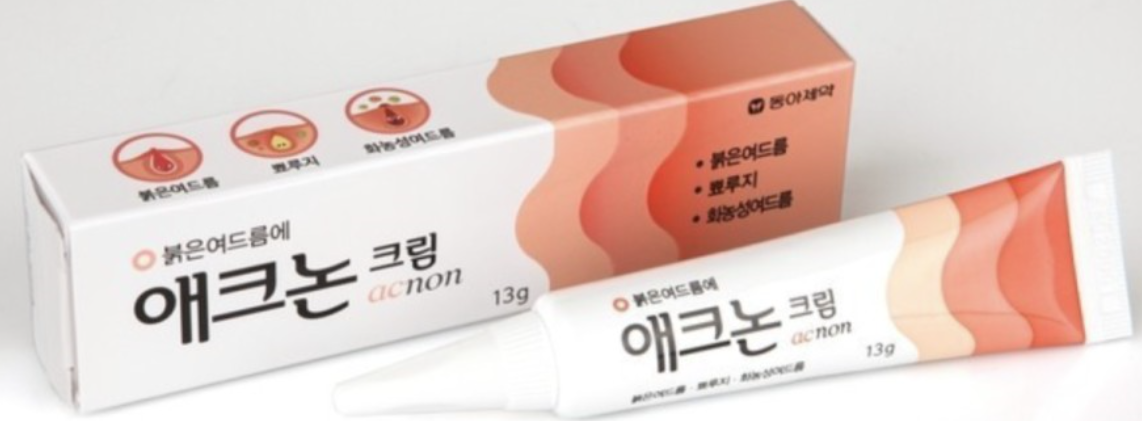 붉은여드름
뾰루지
화농성여드름
붉은여드름에
애크논 크림
acnon
13g
동아제약
• 붉은여드름
• 뾰루지
• 화농성여드름
붉은여드름에
애크논 크림
acnon
13g
붉은여드름 · 뾰루지 · 화농성여드름